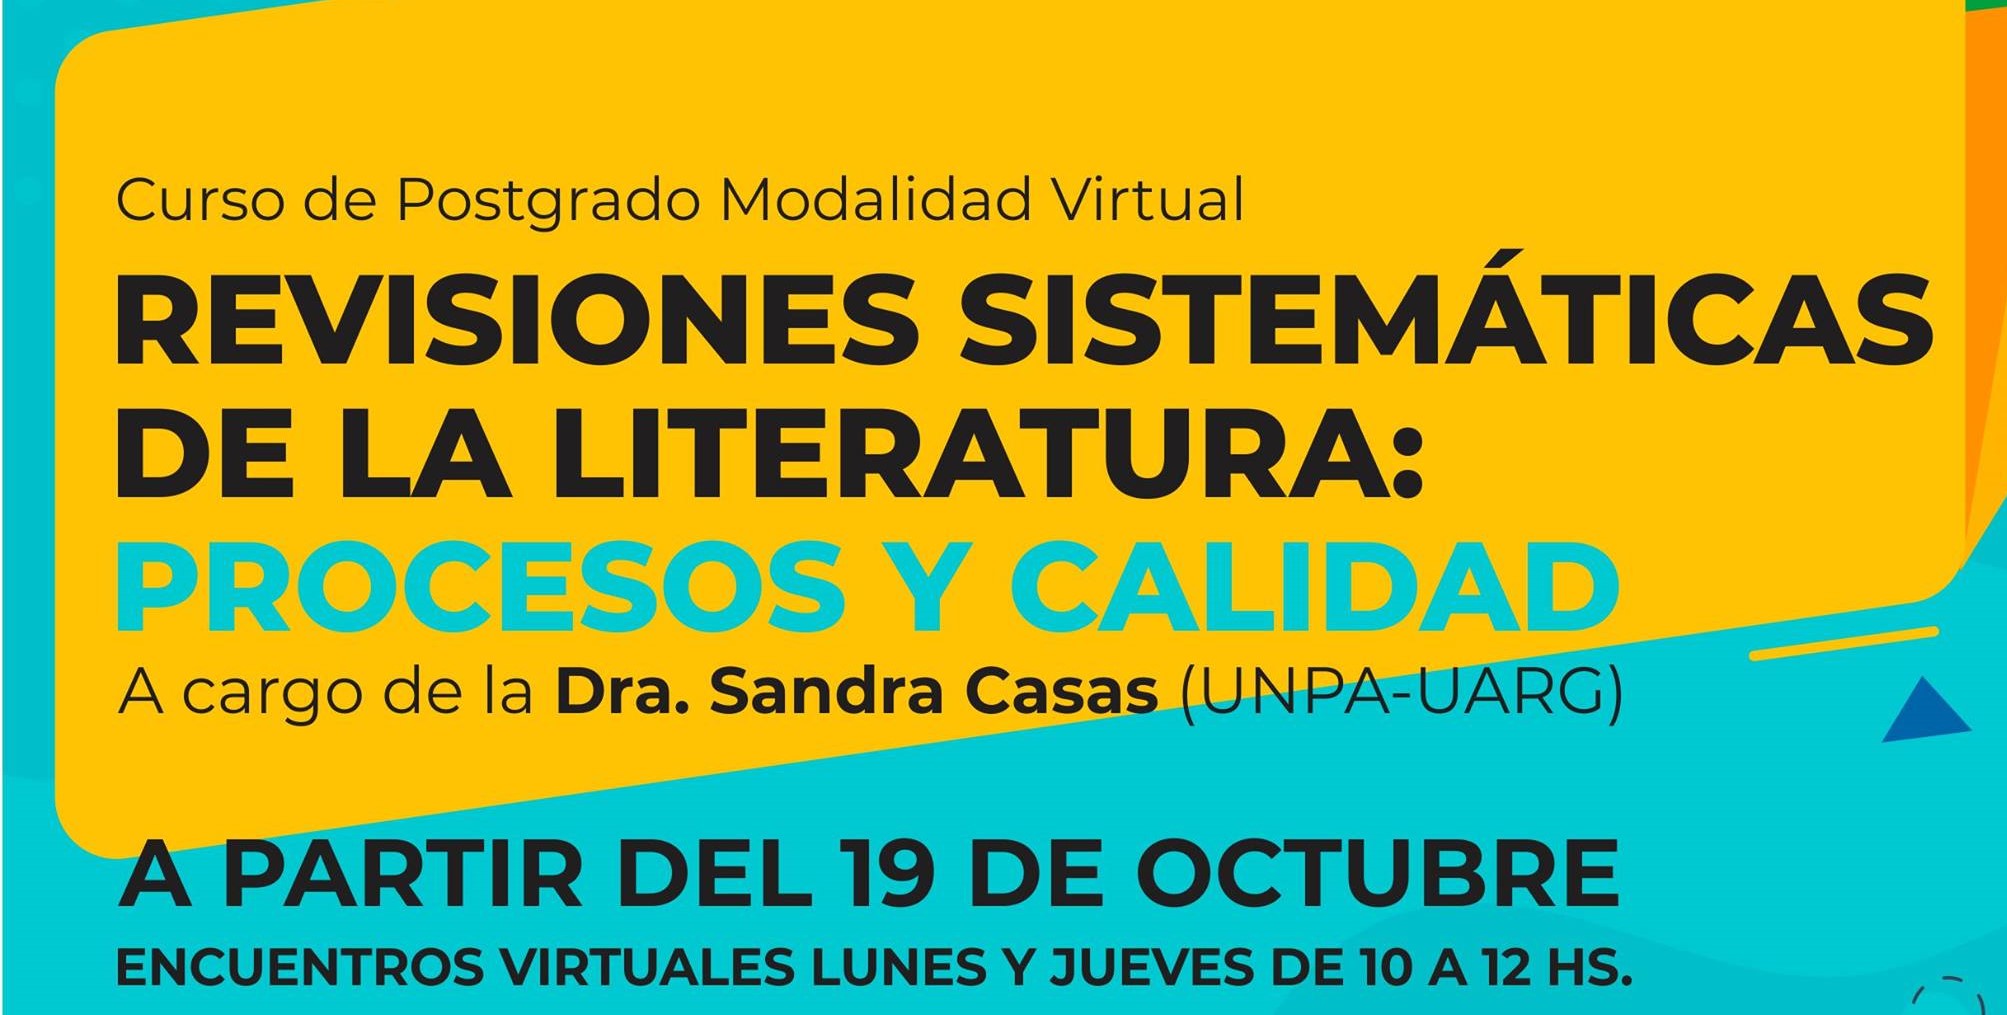 Curso de Postgrado Modalidad Virtual
REVISIONES SISTEMÁTICAS
DE LA LITERATURA:
PROCESOS Y CALIDAD
A cargo de la Dra. Sandra Casas (UNPA-UARG)
A PARTIR DEL 19 DE OCTUBRE
ENCUENTROS VIRTUALES LUNES Y JUEVES DE 10 A 12 HS.